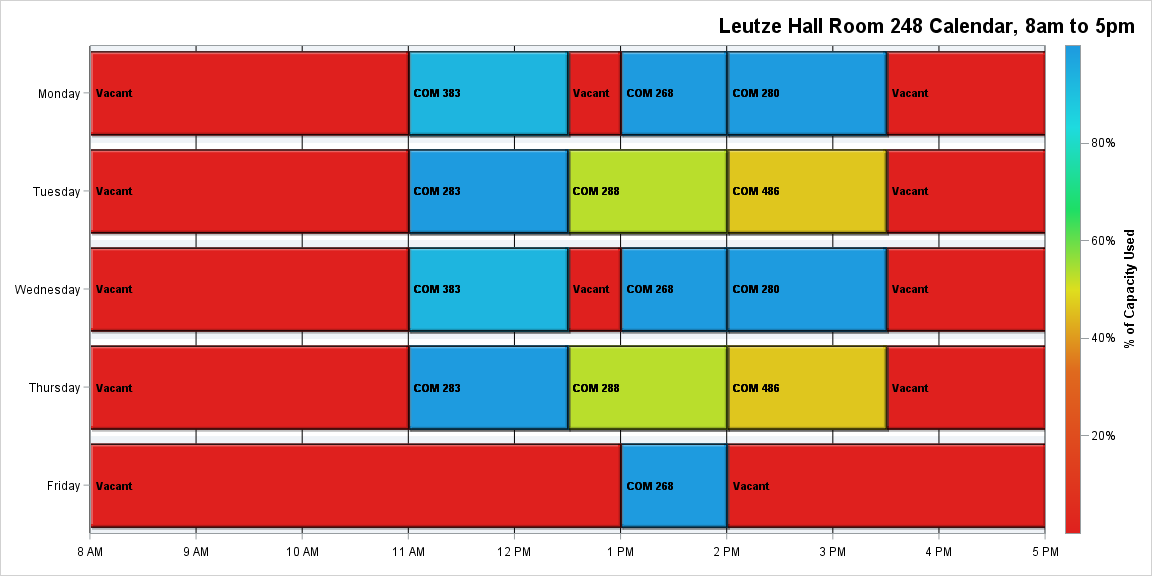 Leutze Hall Room 248 Calendar, 8am to 5pm
Monday
Vacant
COM 383
Vacant
COM 268
COM 280
Vacant
Tuesday
Vacant
COM 283
COM 288
COM 486
Vacant
Wednesday
Vacant
COM 383
Vacant
COM 268
COM 280
Vacant
Thursday
Vacant
COM 283
COM 288
COM 486
Vacant
Friday
Vacant
COM 268
Vacant
8 AM
9 AM
10 AM
11 AM
12 PM
1 PM
2 PM
3 PM
4 PM
5 PM
80%
60%
40%
20%
% of Capacity Used